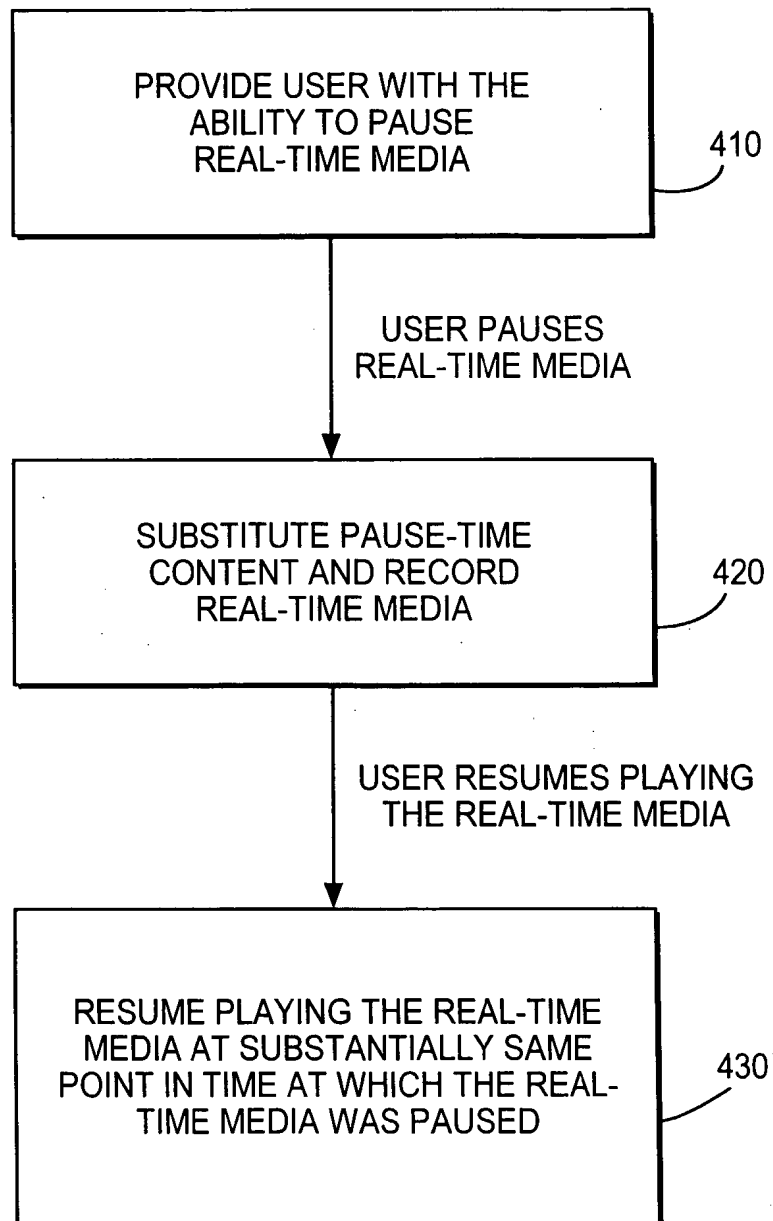 PROVIDE USER WITH THE
ABILITY TO PAUSE
REAL-TIME MEDIA
410
USER PAUSES
REAL-TIME MEDIA
SUBSTITUTE PAUSE-TIME
CONTENT AND RECORD
REAL-TIME MEDIA
420
USER RESUMES PLAYING
THE REAL-TIME MEDIA
RESUME PLAYING THE REAL-TIME
MEDIA AT SUBSTANTIALLY SAME
POINT IN TIME AT WHICH THE REAL-
TIME MEDIA WAS PAUSED
430